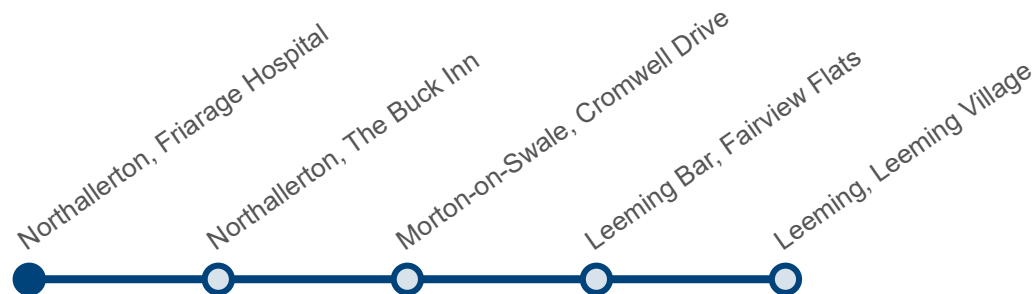 Northallerton, Friarage Hospital
Northallerton, The Buck Inn
Morton-on-Swale, Cromwell Drive
Leeming Bar, Fairview Flats
Leeming, Leeming Village